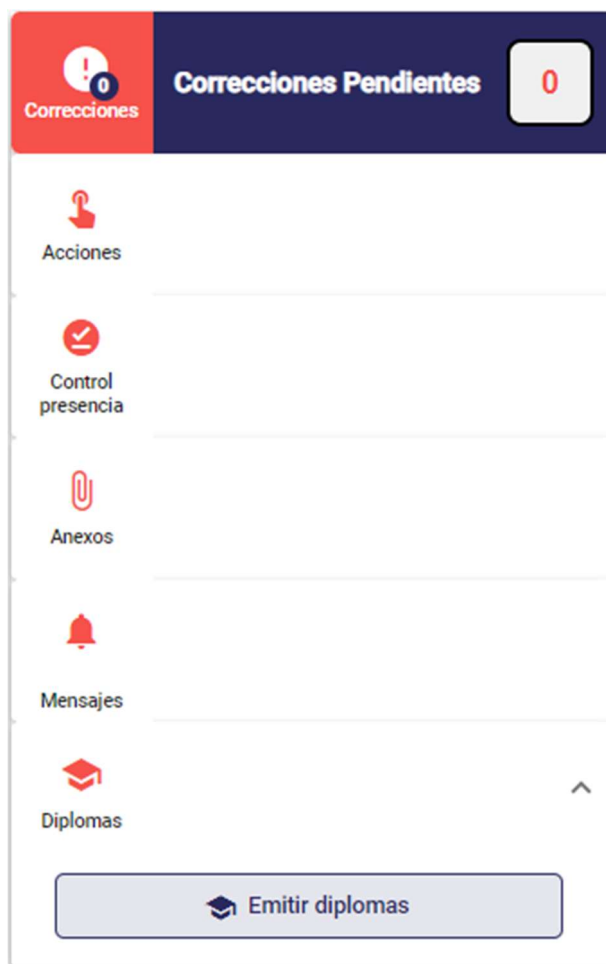 0
Correcciones
Correcciones Pendientes
0
Acciones
Control
presencia
Anexos
Mensajes
Diplomas
Emitir diplomas